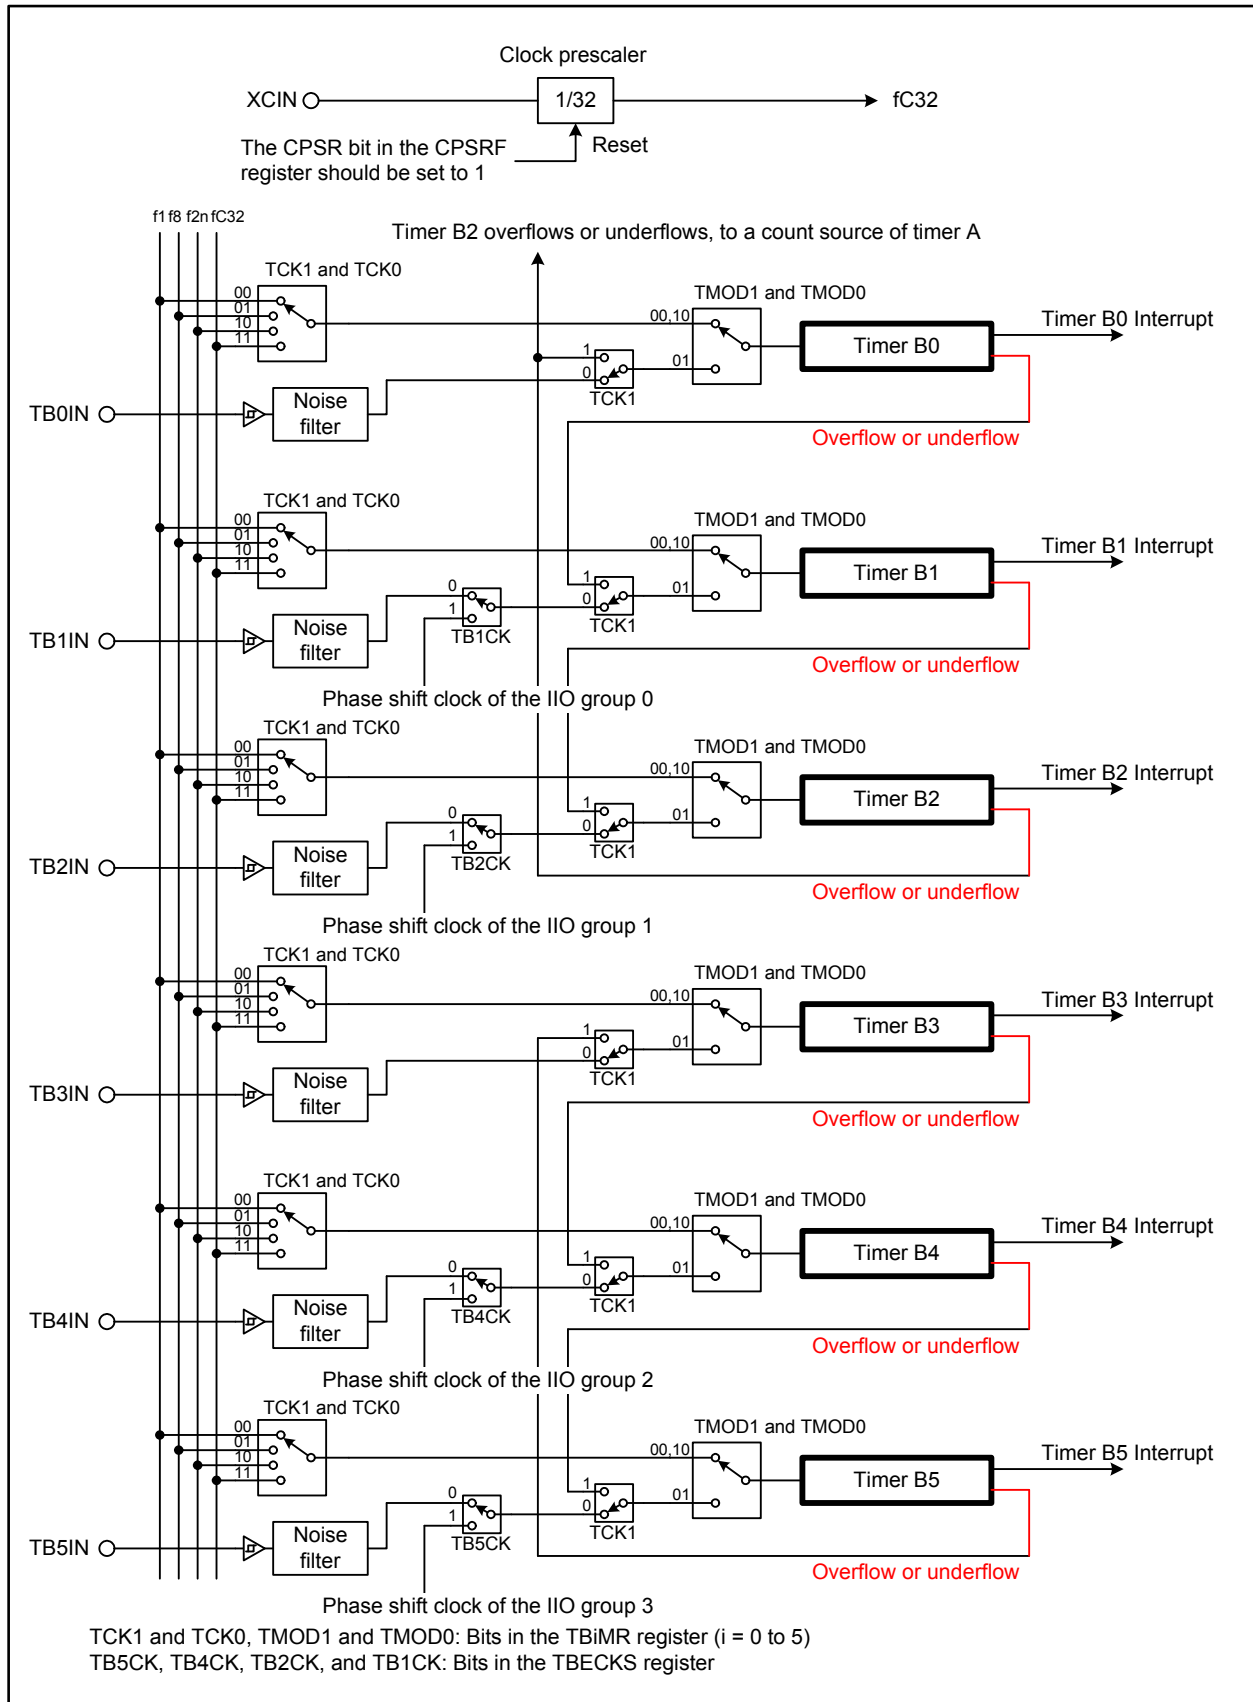 Clock prescaler
XCIN
1/32
fC32
The CPSR bit in the CPSRF
register should be set to 1
Reset
f1 f8 f2n fC32
Timer B2 overflows or underflows, to a count source of timer A
TCK1 and TCK0
00
01
10
11
TMOD1 and TMOD0
00,10
01
1
0
TCK1
Timer B0
Timer B0 Interrupt
TB0IN
Noise
filter
Overflow or underflow
TCK1 and TCK0
00
01
10
11
TMOD1 and TMOD0
00,10
01
1
0
TCK1
Timer B1
Timer B1 Interrupt
0
1
TB1CK
TB1IN
Noise
filter
Overflow or underflow
Phase shift clock of the IIO group 0
TCK1 and TCK0
00
01
10
11
TMOD1 and TMOD0
00,10
01
1
0
TCK1
Timer B2
Timer B2 Interrupt
0
1
TB2CK
TB2IN
Noise
filter
Overflow or underflow
Phase shift clock of the IIO group 1
TCK1 and TCK0
00
01
10
11
TMOD1 and TMOD0
00,10
01
1
0
TCK1
Timer B3
Timer B3 Interrupt
TB3IN
Noise
filter
Overflow or underflow
TCK1 and TCK0
00
01
10
11
TMOD1 and TMOD0
00,10
01
1
0
TCK1
Timer B4
Timer B4 Interrupt
0
1
TB4CK
TB4IN
Noise
filter
Overflow or underflow
Phase shift clock of the IIO group 2
TCK1 and TCK0
00
01
10
11
TMOD1 and TMOD0
00,10
01
1
0
TCK1
Timer B5
Timer B5 Interrupt
0
1
TB5CK
TB5IN
Noise
filter
Overflow or underflow
Phase shift clock of the IIO group 3
TCK1 and TCK0, TMOD1 and TMOD0: Bits in the TBiMR register (i = 0 to 5)
TB5CK, TB4CK, TB2CK, and TB1CK: Bits in the TBECKS register